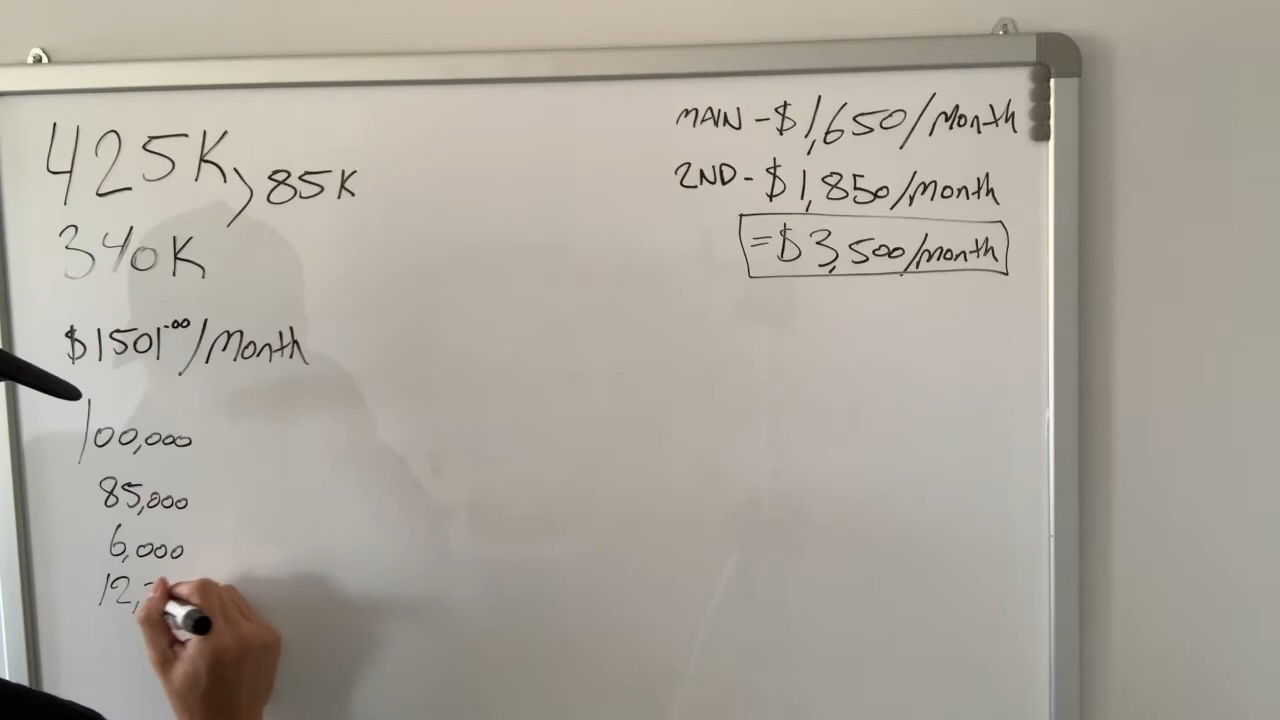 425K
85K
340K
$1501.00/Month
100,000
85,000
6,000
12,
MAIN - $1,650/Month
2ND - $1,850/month
= $3,500/month